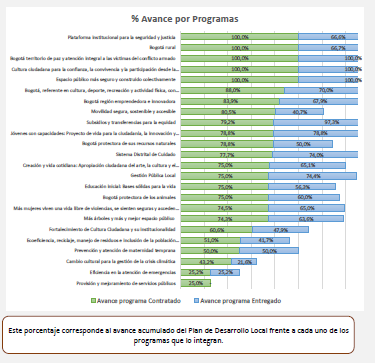 % Avance por Programas
Plataforma institucional para la seguridad y justicia 100,0% 66,6%
Bogotá rural 100,0% 66,7%
Bogotá territorio de paz y atención integral a las víctimas del conflicto armado 100,0% 100,0%
Cultura ciudadana para la confianza, la convivencia y la participación desde la… 100,0% 100,0%
Espacio público más seguro y construido colectivamente 100,0% 100,0%
Bogotá, referente en cultura, deporte, recreación y actividad física, con… 88,0% 70,0%
Bogotá región emprendedora e innovadora 83,9% 67,9%
Movilidad segura, sostenible y accesible 80,5% 40,7%
Subsidios y transferencias para la equidad 79,2% 97,3%
Jóvenes con capacidades: Proyecto de vida para la ciudadanía, la innovación y… 78,8% 78,8%
Bogotá protectora de sus recursos naturales 78,8% 50,0%
Sistema Distrital de Cuidado 77,7% 74,0%
Creación y vida cotidiana: Apropiación ciudadana del arte, la cultura y el… 75,0% 65,1%
Gestión Pública Local 75,0% 74,4%
Educación Inicial: Bases sólidas para la vida 75,0% 56,3%
Bogotá protectora de los animales 75,0% 60,0%
Más mujeres viven una vida libre de violencias, se sienten seguras y acceden… 74,5% 65,0%
Más árboles y más y mejor espacio público 74,3% 63,6%
Fortalecimiento de Cultura Ciudadana y su institucionalidad 60,6% 47,9%
Ecoeficiencia, reciclaje, manejo de residuos e inclusión de la población… 51,0% 41,7%
Prevención y atención de maternidad temprana 50,0% 50,0%
Cambio cultural para la gestión de la crisis climática 43,2% 21,6%
Eficiencia en la atención de emergencias 25,2% 25,2%
Provisión y mejoramiento de servicios públicos 25,0%
Avance programa Contratado Avance programa Entregado
Este porcentaje corresponde al avance acumulado del Plan de Desarrollo Local frente a cada uno de los
programas que lo integran.